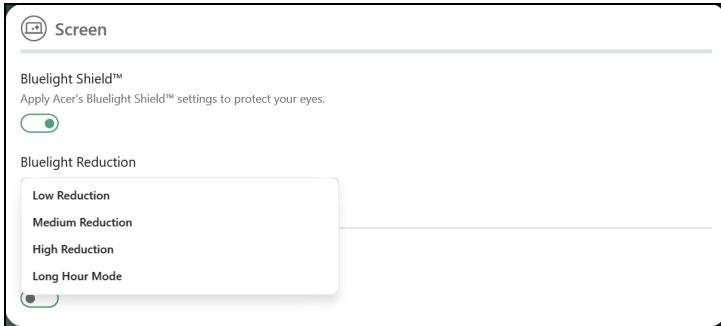 Screen
Bluelight Shield™
Apply Acer's Bluelight Shield™ settings to protect your eyes.
Bluelight Reduction
Low Reduction
Medium Reduction
High Reduction
Long Hour Mode